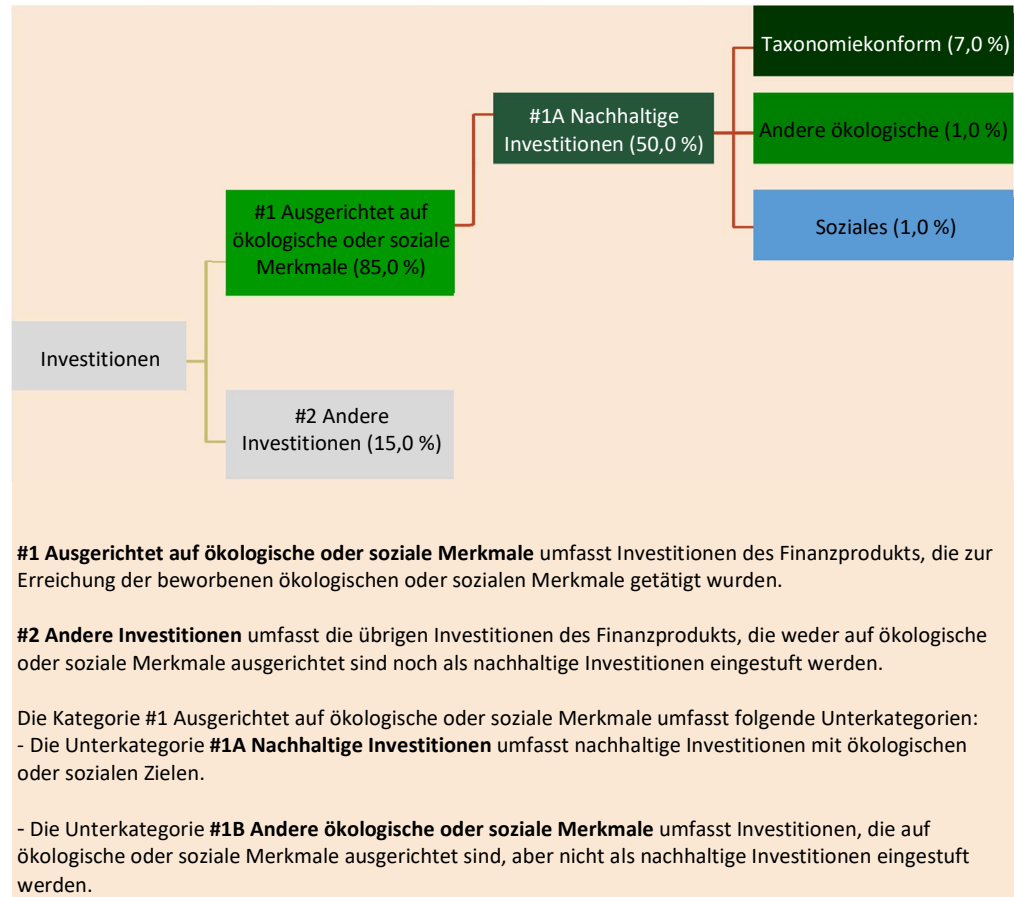 Taxonomiekonform (7,0 %)
#1A Nachhaltige
Investitionen (50,0 %)
Andere ökologische (1,0 %)
#1 Ausgerichtet auf
ökologische oder soziale
Merkmale (85,0 %)
Soziales (1,0 %)
Investitionen
#2 Andere
Investitionen (15,0 %)
#1 Ausgerichtet auf ökologische oder soziale Merkmale umfasst Investitionen des Finanzprodukts, die zur
Erreichung der beworbenen ökologischen oder sozialen Merkmale getätigt wurden.
#2 Andere Investitionen umfasst die übrigen Investitionen des Finanzprodukts, die weder auf ökologische
oder soziale Merkmale ausgerichtet sind noch als nachhaltige Investitionen eingestuft werden.
Die Kategorie #1 Ausgerichtet auf ökologische oder soziale Merkmale umfasst folgende Unterkategorien:
- Die Unterkategorie #1A Nachhaltige Investitionen umfasst nachhaltige Investitionen mit ökologischen
oder sozialen Zielen.
- Die Unterkategorie #1B Andere ökologische oder soziale Merkmale umfasst Investitionen, die auf
ökologische oder soziale Merkmale ausgerichtet sind, aber nicht als nachhaltige Investitionen eingestuft
werden.